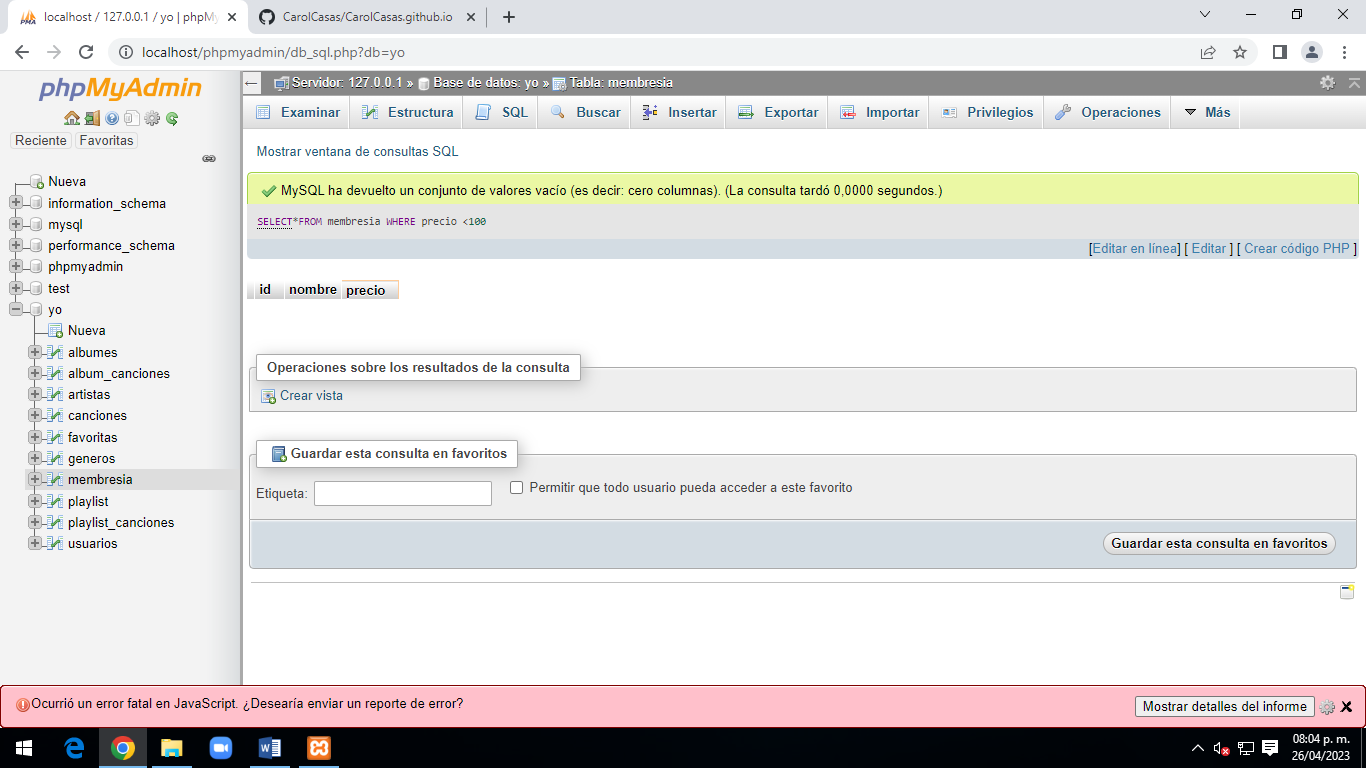 localhost / 127.0.0.1 / yo | phpMy
CarolCasas/CarolCasas.github.io
localhost/phpmyadmin/db_sql.php?db=yo
phpMyAdmin
Reciente Favoritas
Nueva
information_schema
mysql
performance_schema
phpmyadmin
test
yo
Nueva
albumes
album_canciones
artistas
canciones
favoritas
generos
membresia
playlist
playlist_canciones
usuarios
Servidor: 127.0.0.1 » Base de datos: yo » Tabla: membresia
Examinar Estructura SQL Buscar Insertar Exportar Importar Privilegios Operaciones Más
Mostrar ventana de consultas SQL
MySQL ha devuelto un conjunto de valores vacío (es decir: cero columnas). (La consulta tardó 0,0000 segundos.)
SELECT*FROM membresia WHERE precio <100
[Editar en línea] [ Editar ] [ Crear código PHP ]
id nombre precio
Operaciones sobre los resultados de la consulta
Crear vista
Guardar esta consulta en favoritos
Etiqueta: Permitir que todo usuario pueda acceder a este favorito
Guardar esta consulta en favoritos
Ocurrió un error fatal en JavaScript. ¿Desearía enviar un reporte de error?
Mostrar detalles del informe
08:04 p. m.
26/04/2023